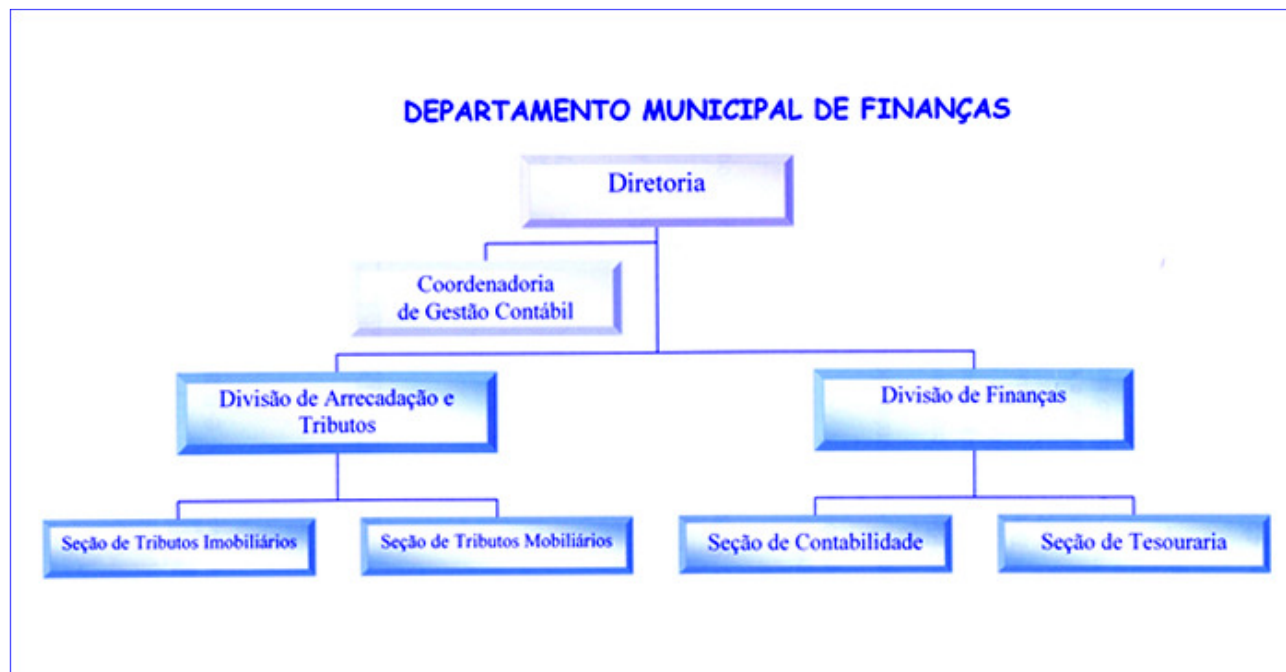 DEPARTAMENTO MUNICIPAL DE FINANÇAS
Diretoria
Coordenadoria
de Gestão Contábil
Divisão de Arrecadação e
Tributos
Divisão de Finanças
Seção de Tributos Imobiliários
Seção de Tributos Mobiliários
Seção de Contabilidade
Seção de Tesouraria